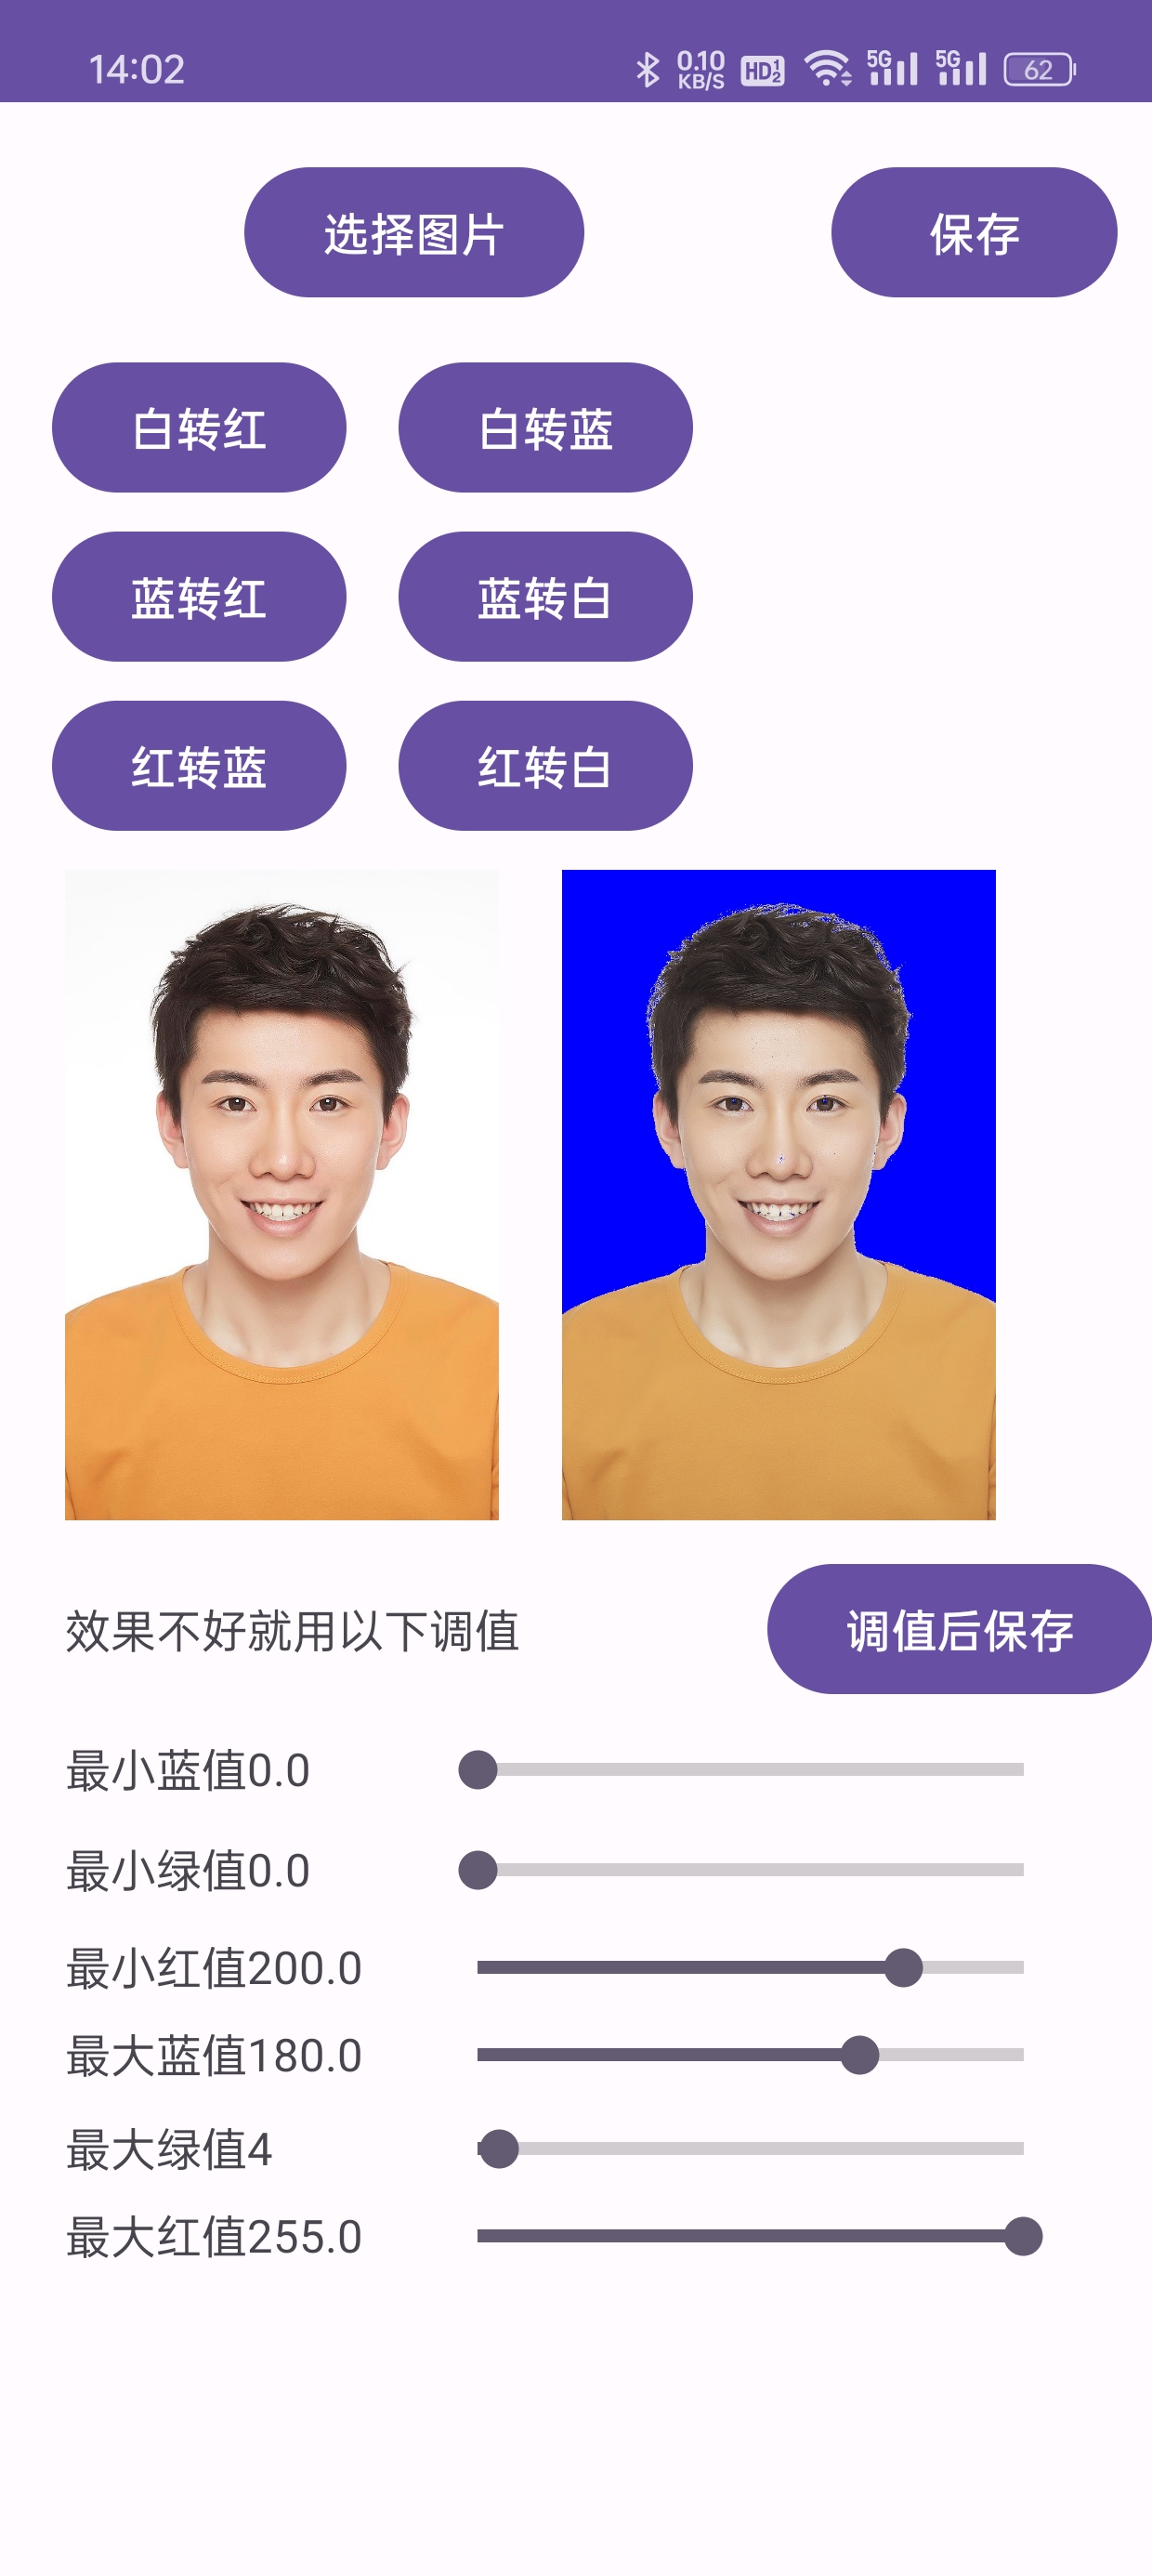 14:02
0.10 KB/S HD 1 2 5G 5G 62
选择图片 保存
白转红 白转蓝
蓝转红 蓝转白
红转蓝 红转白
效果不好就用以下调值 调值后保存
最小蓝值0.0
最小绿值0.0
最小红值200.0
最大蓝值180.0
最大绿值4
最大红值255.0